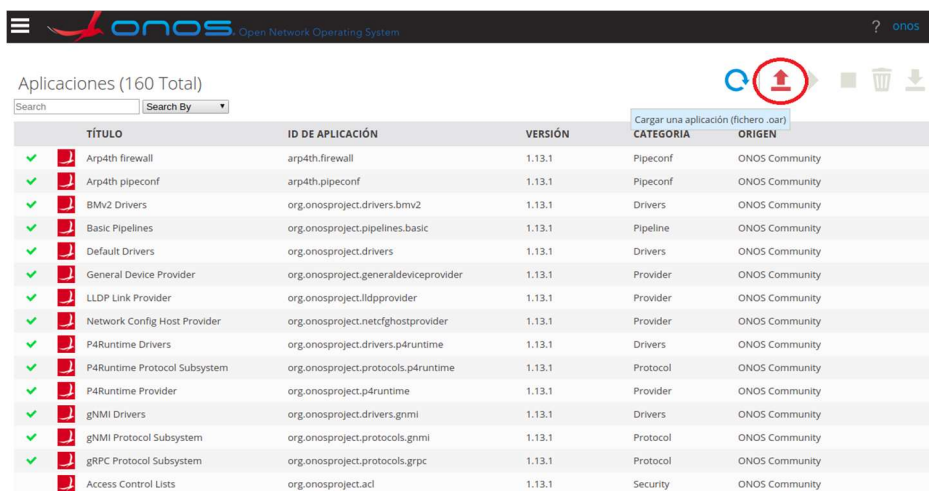 onos. Open Network Operating System ? onos
Aplicaciones (160 Total)
Search Search By
Cargar una aplicación (fichero .oar)
TÍTULO ID DE APLICACIÓN VERSIÓN CATEGORIA ORIGEN
Arp4th firewall arp4th.firewall 1.13.1 Pipeconf ONOS Community
Arp4th pipeconf arp4th.pipeconf 1.13.1 Pipeconf ONOS Community
BMv2 Drivers org.onosproject.drivers.bmv2 1.13.1 Drivers ONOS Community
Basic Pipelines org.onosproject.pipelines.basic 1.13.1 Pipeline ONOS Community
Default Drivers org.onosproject.drivers 1.13.1 Drivers ONOS Community
General Device Provider org.onosproject.generaldeviceprovider 1.13.1 Provider ONOS Community
LLDP Link Provider org.onosproject.lldpprovider 1.13.1 Provider ONOS Community
Network Config Host Provider org.onosproject.netcfghostprovider 1.13.1 Provider ONOS Community
P4Runtime Drivers org.onosproject.drivers.p4runtime 1.13.1 Drivers ONOS Community
P4Runtime Protocol Subsystem org.onosproject.protocols.p4runtime 1.13.1 Protocol ONOS Community
P4Runtime Provider org.onosproject.p4runtime 1.13.1 Provider ONOS Community
gNMI Drivers org.onosproject.drivers.gnmi 1.13.1 Drivers ONOS Community
gNMI Protocol Subsystem org.onosproject.protocols.gnmi 1.13.1 Protocol ONOS Community
gRPC Protocol Subsystem org.onosproject.protocols.grpc 1.13.1 Protocol ONOS Community
Access Control Lists org.onosproject.acl 1.13.1 Security ONOS Community